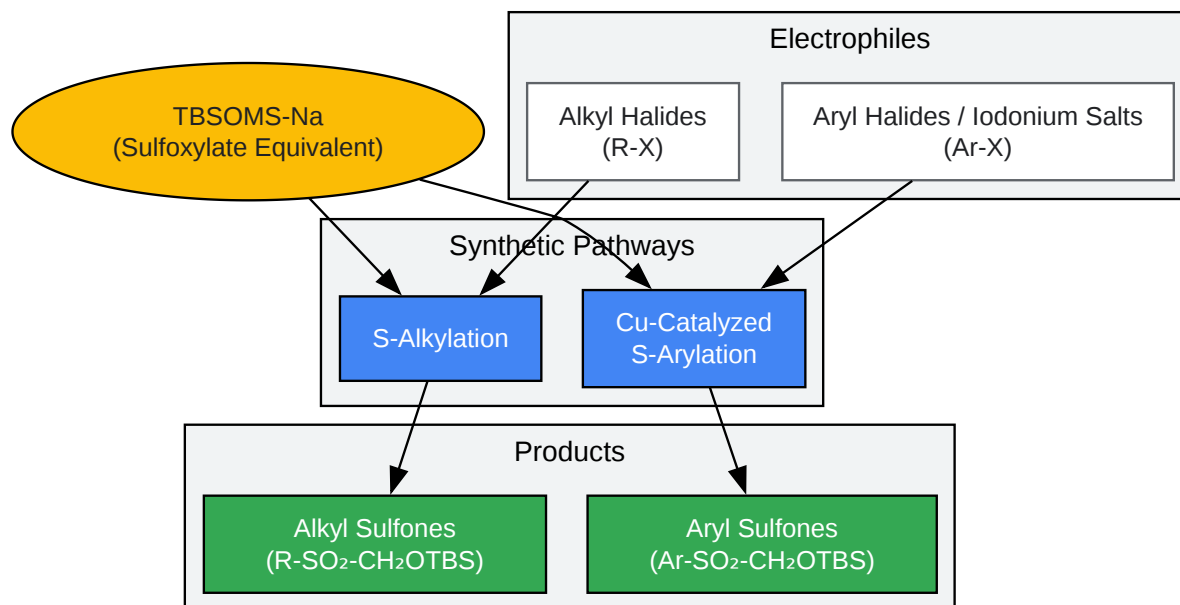 Electrophiles
TBSOMS-Na
(Sulfoxylate Equivalent)
Alkyl Halides
(R-X)
Aryl Halides / Iodonium Salts
(Ar-X)
Synthetic Pathways
S-Alkylation
Cu-Catalyzed
S-Arylation
Products
Alkyl Sulfones
(R-SO₂-CH₂OTBS)
Aryl Sulfones
(Ar-SO₂-CH₂OTBS)